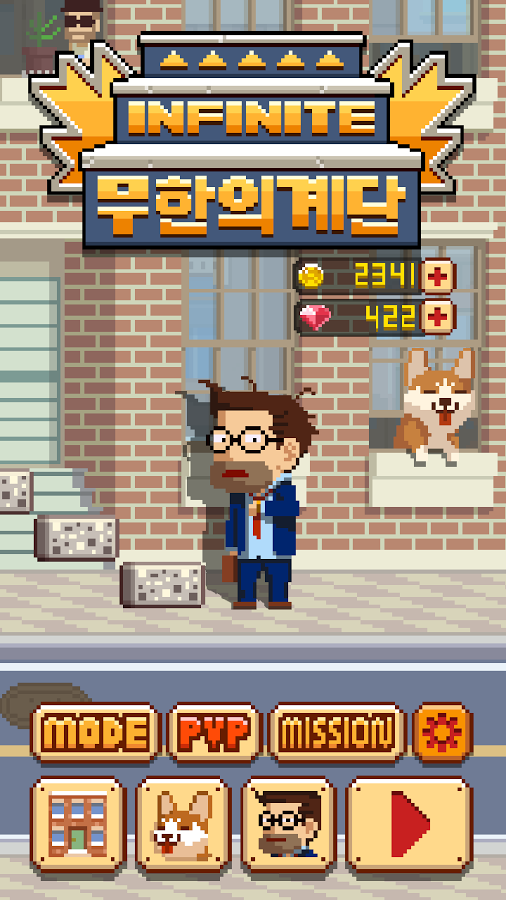 INFINITE
무한의계단
2341
422
MODE PVP MISSION